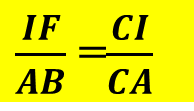 IF/AB = CI/CA